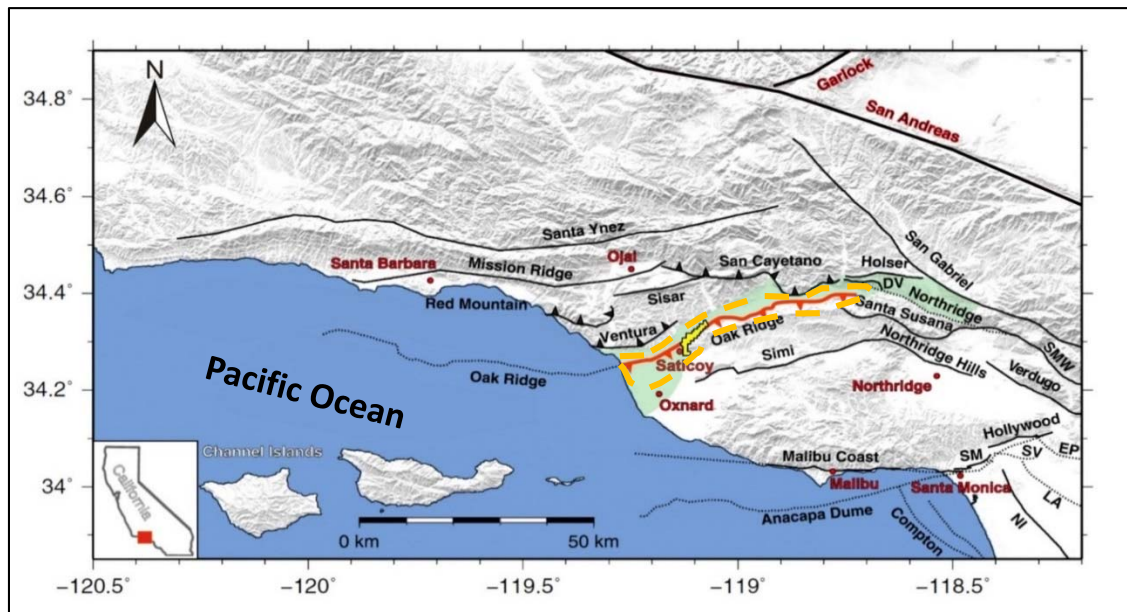 N
34.8
34.6
34.4
34.2
34
Garlock
San Andreas
Santa Ynez
San Gabriel
Santa Barbara
Mission Ridge
Ojai
San Cayetano
Holser
DV
Northridge
Red Mountain
Sisar
Ventura
Oak Ridge
Santa Susana
Simi
Northridge Hills
SMW
Verdugo
Saticoy
Oak Ridge
Oxnard
Northridge
Pacific Ocean
Channel Islands
California
Malibu Coast
Malibu
Hollywood
SM
SV
EP
Santa Monica
LA
Anacapa Dume
Compton
NI
0 km
50 km
−120.5
−120
−119.5
−119
−118.5